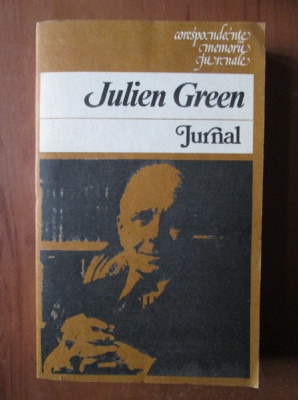 corespondențe
memorii
jurnale
Julien Green
Jurnal